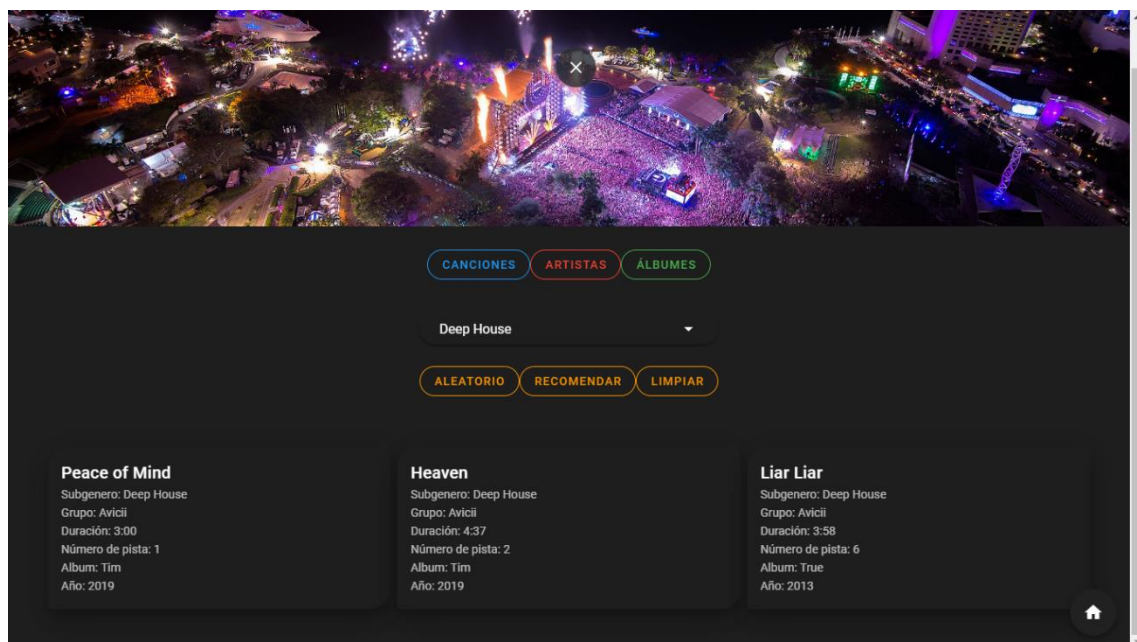 CANCIONES ARTISTAS ÁLBUMES
Deep House
ALEATORIO RECOMENDAR LIMPIAR
Peace of Mind
Subgenero: Deep House
Grupo: Avicii
Duración: 3:00
Número de pista: 1
Album: Tim
Año: 2019
Heaven
Subgenero: Deep House
Grupo: Avicii
Duración: 4:37
Número de pista: 2
Album: Tim
Año: 2019
Liar Liar
Subgenero: Deep House
Grupo: Avicii
Duración: 3:58
Número de pista: 6
Album: True
Año: 2013